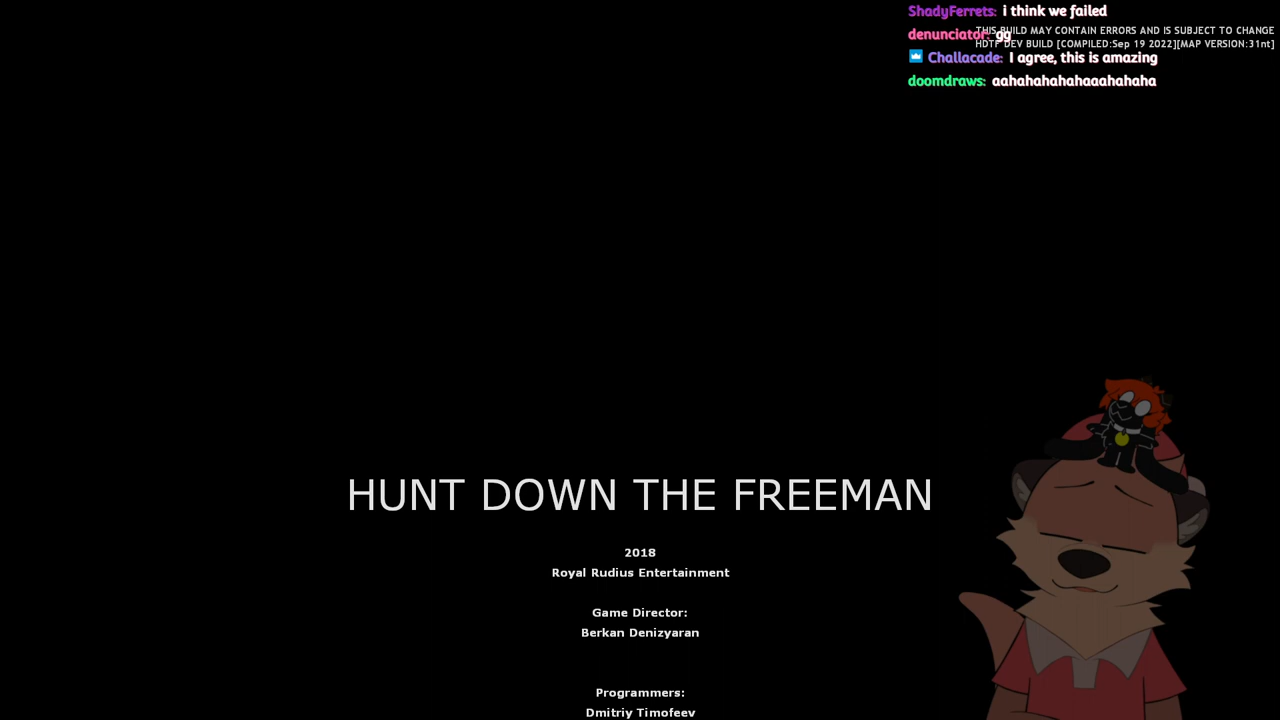 ShadyFerrets: i think we failed
THIS BUILD MAY CONTAIN ERRORS AND IS SUBJECT TO CHANGE
denunciator: gg
HDTF DEV BUILD [COMPILED:Sep 19 2022][MAP VERSION:31nt]
Challacade: I agree, this is amazing
doomdraws: aahahahahahaaahahaha
HUNT DOWN THE FREEMAN
2018
Royal Rudius Entertainment
Game Director:
Berkan Denizyaran
Programmers:
Dmitriy Timofeev